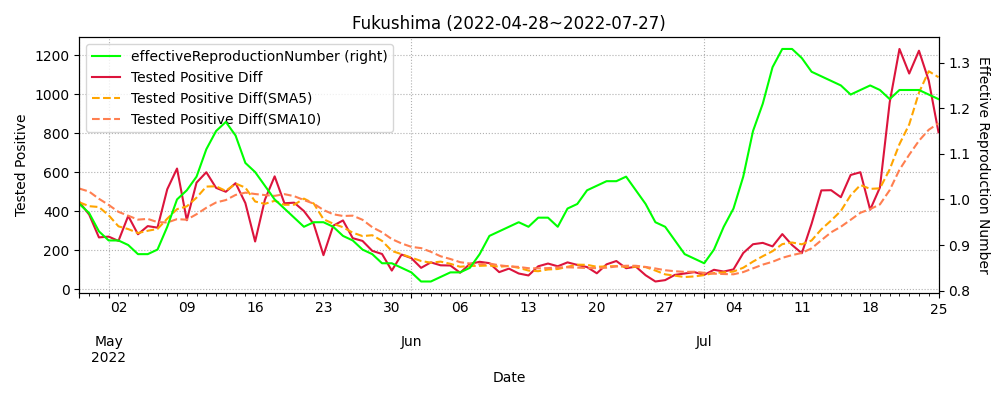 Fukushima (2022-04-28~2022-07-27)
effectiveReproductionNumber (right)
Tested Positive Diff
Tested Positive Diff(SMA5)
Tested Positive Diff(SMA10)
Tested Positive
1200
1000
800
600
400
200
0
1.3
1.2
1.1
1.0
0.9
0.8
Effective Reproduction Number
02 09 16 23 30 06 13 20 27 04 11 18 25
May Jun Jul
2022
Date